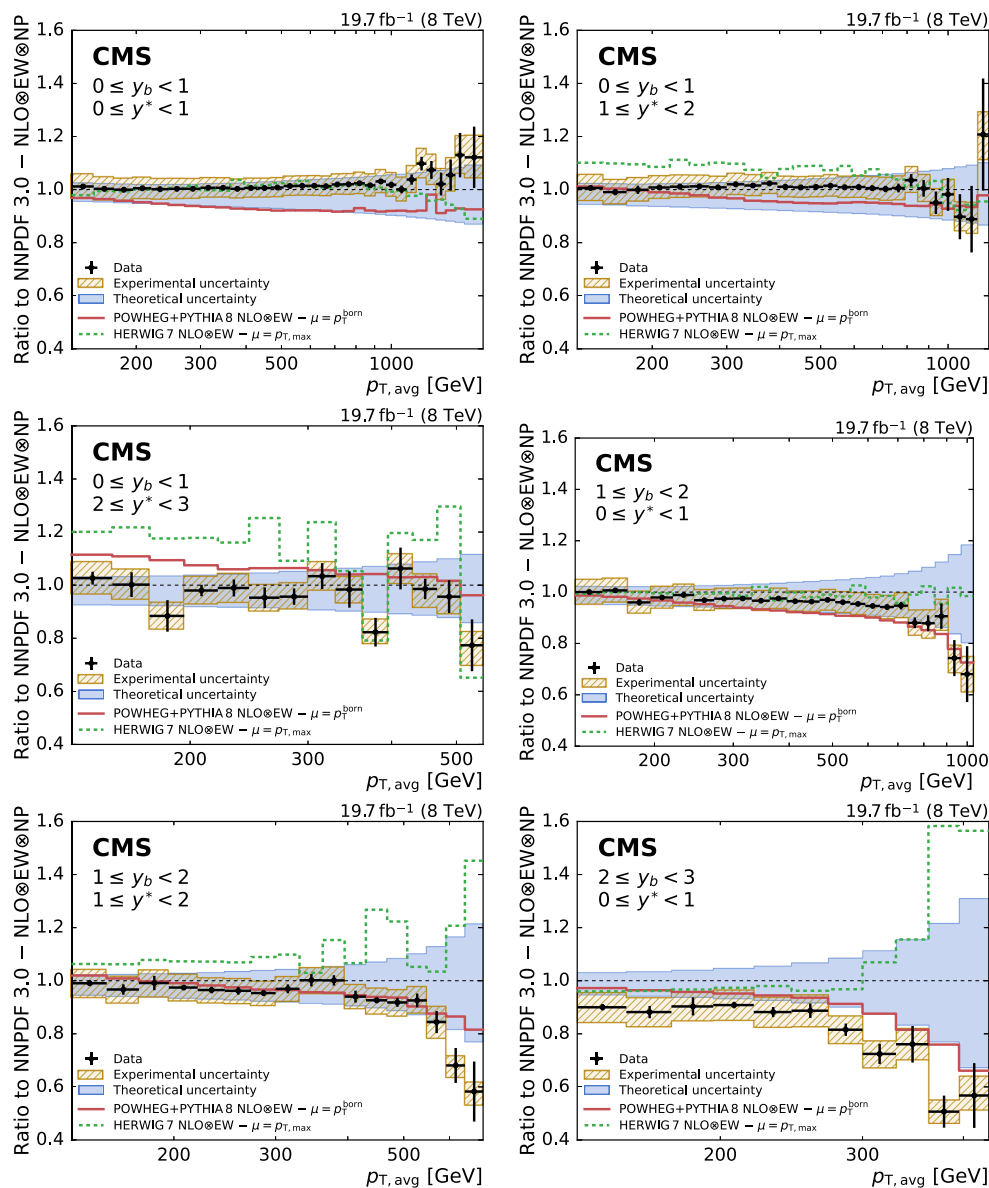 19.7 fb⁻¹ (8 TeV)
Ratio to NNPDF 3.0 − NLO⊗EW⊗NP
1.6
1.4
1.2
1.0
0.8
0.6
0.4
CMS
0 ≤ y_b < 1
0 ≤ y* < 1
Data
Experimental uncertainty
Theoretical uncertainty
POWHEG+PYTHIA 8 NLO⊗EW − μ = p_T^born
HERWIG 7 NLO⊗EW − μ = p_T,max
200 300 500 1000
p_T,avg [GeV]
19.7 fb⁻¹ (8 TeV)
Ratio to NNPDF 3.0 − NLO⊗EW⊗NP
1.6
1.4
1.2
1.0
0.8
0.6
0.4
CMS
0 ≤ y_b < 1
1 ≤ y* < 2
Data
Experimental uncertainty
Theoretical uncertainty
POWHEG+PYTHIA 8 NLO⊗EW − μ = p_T^born
HERWIG 7 NLO⊗EW − μ = p_T,max
200 300 500 1000
p_T,avg [GeV]
19.7 fb⁻¹ (8 TeV)
Ratio to NNPDF 3.0 − NLO⊗EW⊗NP
1.6
1.4
1.2
1.0
0.8
0.6
0.4
CMS
0 ≤ y_b < 1
2 ≤ y* < 3
Data
Experimental uncertainty
Theoretical uncertainty
POWHEG+PYTHIA 8 NLO⊗EW − μ = p_T^born
HERWIG 7 NLO⊗EW − μ = p_T,max
200 300 500
p_T,avg [GeV]
19.7 fb⁻¹ (8 TeV)
Ratio to NNPDF 3.0 − NLO⊗EW⊗NP
1.6
1.4
1.2
1.0
0.8
0.6
0.4
CMS
1 ≤ y_b < 2
0 ≤ y* < 1
Data
Experimental uncertainty
Theoretical uncertainty
POWHEG+PYTHIA 8 NLO⊗EW − μ = p_T^born
HERWIG 7 NLO⊗EW − μ = p_T,max
200 300 500 1000
p_T,avg [GeV]
19.7 fb⁻¹ (8 TeV)
Ratio to NNPDF 3.0 − NLO⊗EW⊗NP
1.6
1.4
1.2
1.0
0.8
0.6
0.4
CMS
1 ≤ y_b < 2
1 ≤ y* < 2
Data
Experimental uncertainty
Theoretical uncertainty
POWHEG+PYTHIA 8 NLO⊗EW − μ = p_T^born
HERWIG 7 NLO⊗EW − μ = p_T,max
200 300 500
p_T,avg [GeV]
19.7 fb⁻¹ (8 TeV)
Ratio to NNPDF 3.0 − NLO⊗EW⊗NP
1.6
1.4
1.2
1.0
0.8
0.6
0.4
CMS
2 ≤ y_b < 3
0 ≤ y* < 1
Data
Experimental uncertainty
Theoretical uncertainty
POWHEG+PYTHIA 8 NLO⊗EW − μ = p_T^born
HERWIG 7 NLO⊗EW − μ = p_T,max
200 300
p_T,avg [GeV]